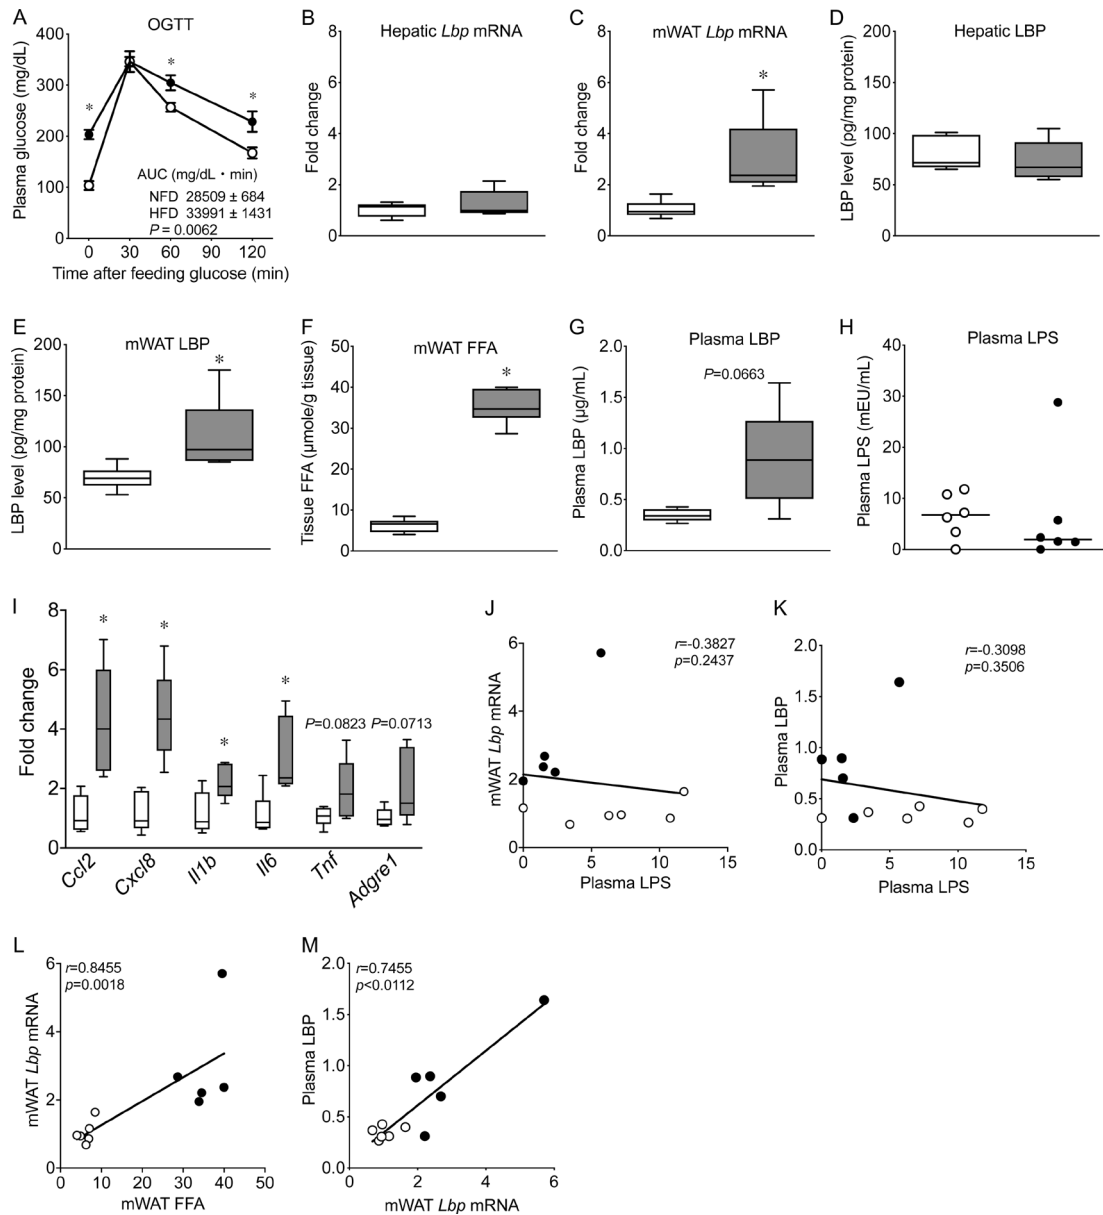 A
OGTT
Plasma glucose (mg/dL)
400
300
200
100
0
*
*
*
AUC (mg/dL・min)
NFD 28509 ± 684
HFD 33991 ± 1431
P = 0.0062
0 30 60 90 120
Time after feeding glucose (min)
B
Hepatic Lbp mRNA
Fold change
8
6
4
2
0
C
mWAT Lbp mRNA
Fold change
8
6
4
2
0
*
D
Hepatic LBP
LBP level (pg/mg protein)
200
150
100
50
0
E
mWAT LBP
LBP level (pg/mg protein)
200
150
100
50
0
*
F
mWAT FFA
Tissue FFA (μmole/g tissue)
50
40
30
20
10
0
*
G
Plasma LBP
Plasma LBP (μg/mL)
2.0
1.5
1.0
0.5
0.0
P=0.0663
H
Plasma LPS
Plasma LPS (mEU/mL)
40
30
20
10
0
I
Fold change
8
6
4
2
0
*
*
*
*
P=0.0823
P=0.0713
Ccl2 Cxcl8 Il1b Il6 Tnf Adgre1
J
mWAT Lbp mRNA
6
4
2
0
r=-0.3827
p=0.2437
0 5 10 15
Plasma LPS
K
Plasma LBP
2.0
1.5
1.0
0.5
0.0
r=-0.3098
p=0.3506
0 5 10 15
Plasma LPS
L
mWAT Lbp mRNA
6
4
2
0
r=0.8455
p=0.0018
0 10 20 30 40 50
mWAT FFA
M
Plasma LBP
2.0
1.5
1.0
0.5
0.0
r=0.7455
p<0.0112
0 2 4 6
mWAT Lbp mRNA